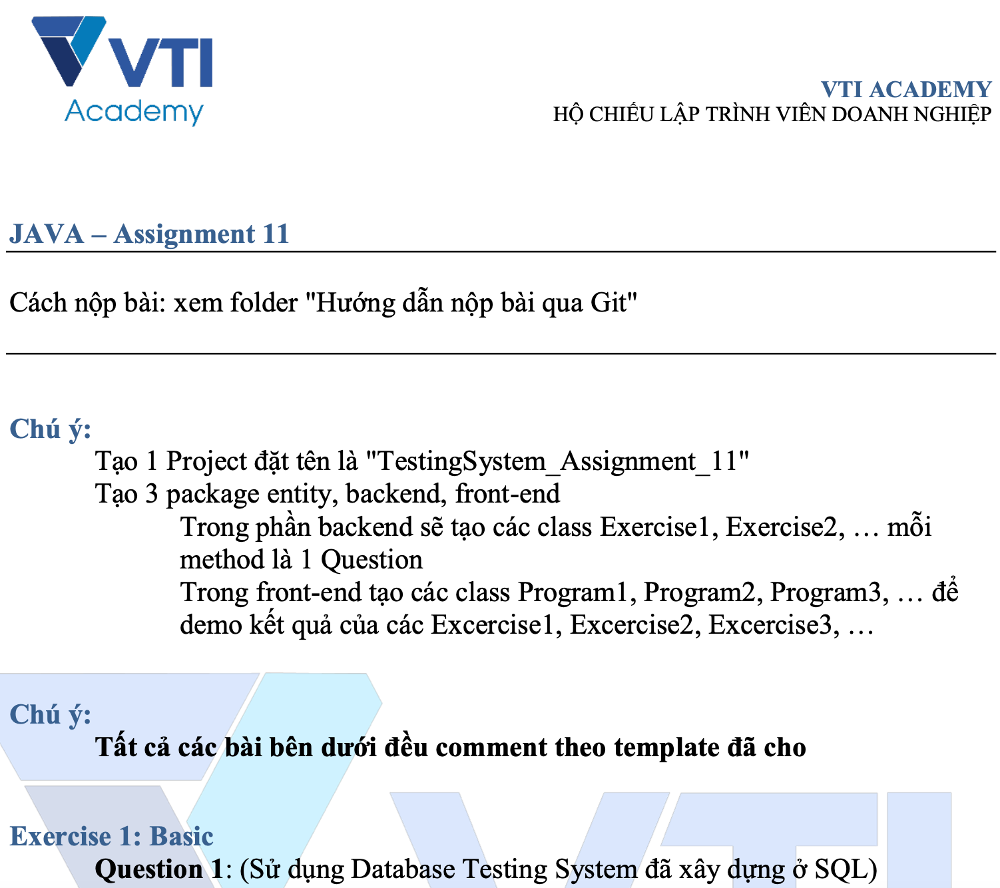 VTI
Academy
VTI ACADEMY
HỘ CHIẾU LẬP TRÌNH VIÊN DOANH NGHIỆP
JAVA – Assignment 11
Cách nộp bài: xem folder "Hướng dẫn nộp bài qua Git"
Chú ý:
Tạo 1 Project đặt tên là "TestingSystem_Assignment_11"
Tạo 3 package entity, backend, front-end
Trong phần backend sẽ tạo các class Exercise1, Exercise2, … mỗi
method là 1 Question
Trong front-end tạo các class Program1, Program2, Program3, … để
demo kết quả của các Excercise1, Excercise2, Excercise3, …
Chú ý:
Tất cả các bài bên dưới đều comment theo template đã cho
Exercise 1: Basic
Question 1: (Sử dụng Database Testing System đã xây dựng ở SQL)
VTI